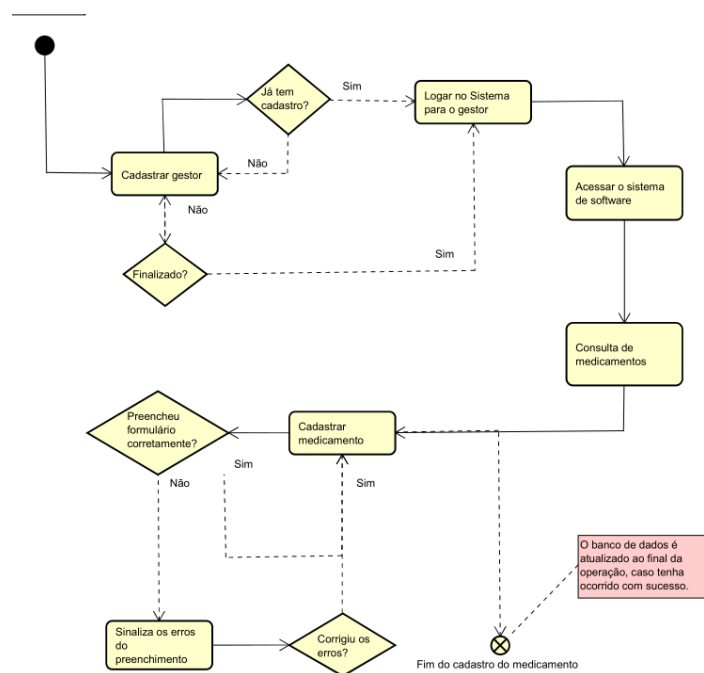 Já tem
cadastro?
Sim
Logar no Sistema
para o gestor
Não
Cadastrar gestor
Acessar o sistema
de software
Não
Finalizado?
Sim
Consulta de
medicamentos
Preencheu
formulário
corretamente?
Cadastrar
medicamento
Sim
Não
Sim
O banco de dados é
atualizado ao final da
operação, caso tenha
ocorrido com sucesso.
Sinaliza os erros
do
preenchimento
Corrigiu os
erros?
Fim do cadastro do medicamento